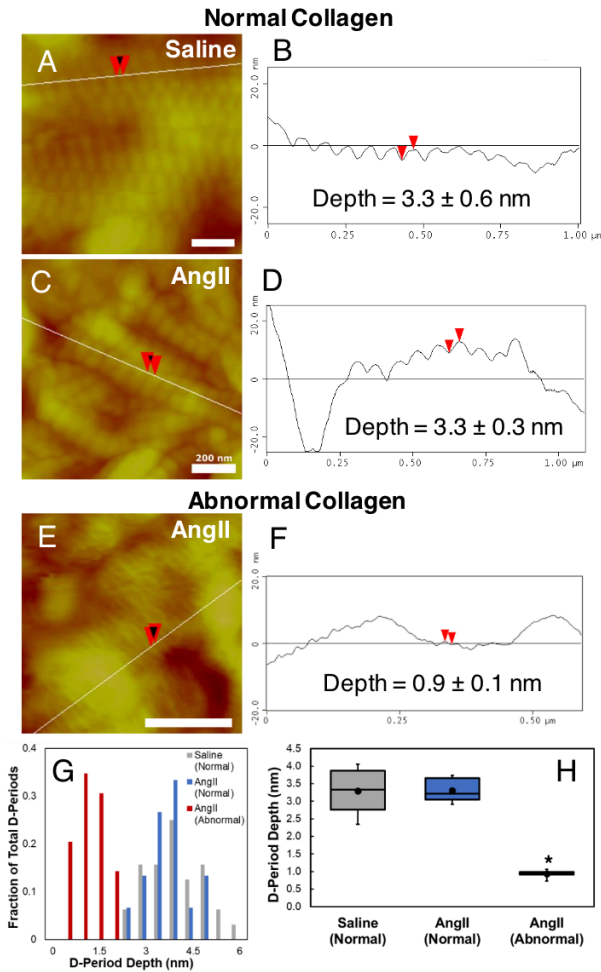 Normal Collagen
A
Saline
B
20.0 nm
0
-20.0
0
0.25
0.50
0.75
1.00 µm
Depth = 3.3 ± 0.6 nm
C
AngII
200 nm
D
20.0 nm
0
-20.0
0
0.25
0.50
0.75
1.00 µm
Depth = 3.3 ± 0.3 nm
Abnormal Collagen
E
AngII
F
20.0 nm
0
-20.0
0
0.25
0.50 µm
Depth = 0.9 ± 0.1 nm
G
Fraction of Total D-Periods
0.4
0.3
0.2
0.1
0
0
1.5
3
4.5
6
D-Period Depth (nm)
Saline
(Normal)
AngII
(Normal)
AngII
(Abnormal)
H
D-Period Depth (nm)
4.5
4.0
3.5
3.0
2.5
2.0
1.5
1.0
0.5
0.0
*
Saline
(Normal)
AngII
(Normal)
AngII
(Abnormal)